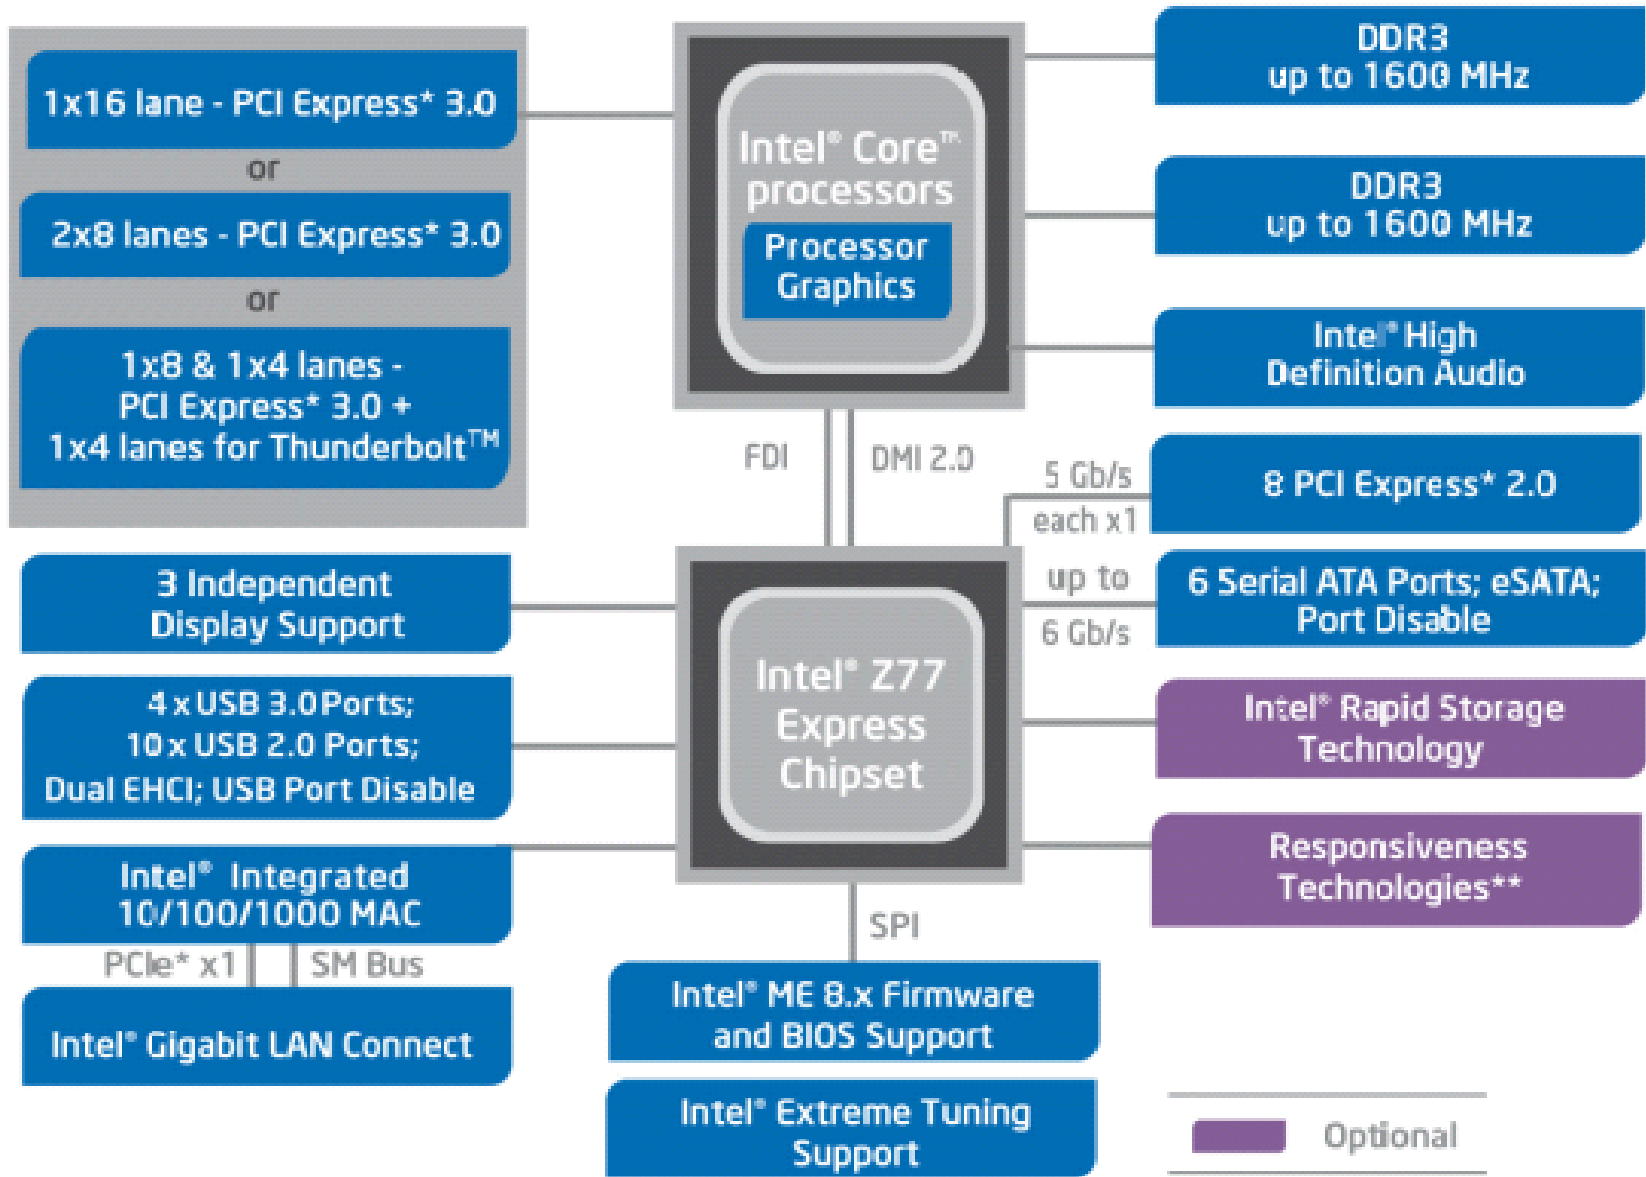 1x16 lane - PCI Express* 3.0
or
2x8 lanes - PCI Express* 3.0
or
1x8 & 1x4 lanes -
PCI Express* 3.0 +
1x4 lanes for Thunderbolt™
Intel® Core™
processors
Processor
Graphics
DDR3
up to 1600 MHz
DDR3
up to 1600 MHz
Intel® High
Definition Audio
FDI
DMI 2.0
5 Gb/s
each x1
8 PCI Express* 2.0
3 Independent
Display Support
up to
6 Gb/s
6 Serial ATA Ports; eSATA;
Port Disable
4 x USB 3.0 Ports;
10 x USB 2.0 Ports;
Dual EHCI; USB Port Disable
Intel® Z77
Express
Chipset
Intel® Rapid Storage
Technology
Intel® Integrated
10/100/1000 MAC
Responsiveness
Technologies**
PCIe* x1
SM Bus
SPI
Intel® Gigabit LAN Connect
Intel® ME 8.x Firmware
and BIOS Support
Intel® Extreme Tuning
Support
Optional